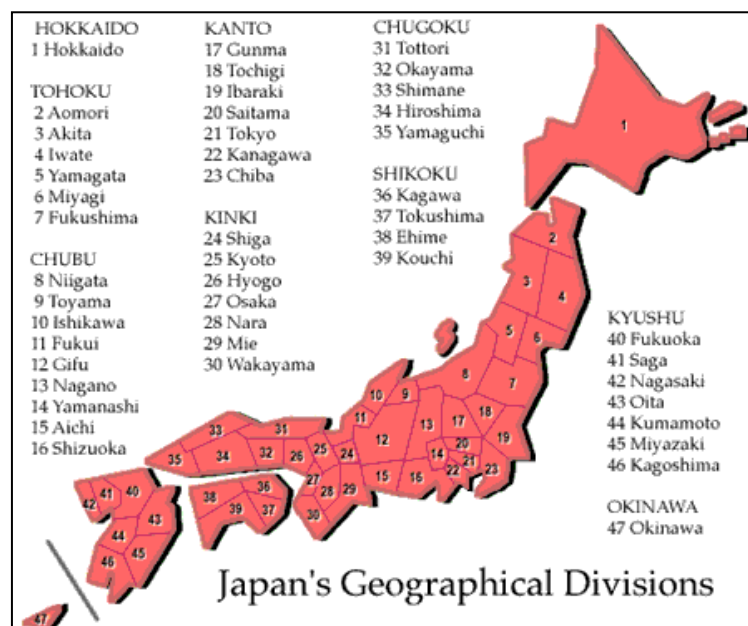 HOKKAIDO
1 Hokkaido
TOHOKU
2 Aomori
3 Akita
4 Iwate
5 Yamagata
6 Miyagi
7 Fukushima
CHUBU
8 Niigata
9 Toyama
10 Ishikawa
11 Fukui
12 Gifu
13 Nagano
14 Yamanashi
15 Aichi
16 Shizuoka
KANTO
17 Gunma
18 Tochigi
19 Ibaraki
20 Saitama
21 Tokyo
22 Kanagawa
23 Chiba
KINKI
24 Shiga
25 Kyoto
26 Hyogo
27 Osaka
28 Nara
29 Mie
30 Wakayama
CHUGOKU
31 Tottori
32 Okayama
33 Shimane
34 Hiroshima
35 Yamaguchi
SHIKOKU
36 Kagawa
37 Tokushima
38 Ehime
39 Kouchi
KYUSHU
40 Fukuoka
41 Saga
42 Nagasaki
43 Oita
44 Kumamoto
45 Miyazaki
46 Kagoshima
OKINAWA
47 Okinawa
1
2
3
4
5
6
7
8
9
10
11
12
13
14
15
16
17
18
19
20
21
22
23
24
25
26
27
28
29
30
31
32
33
34
35
36
37
38
39
40
41
42
43
44
45
46
47
Japan's Geographical Divisions